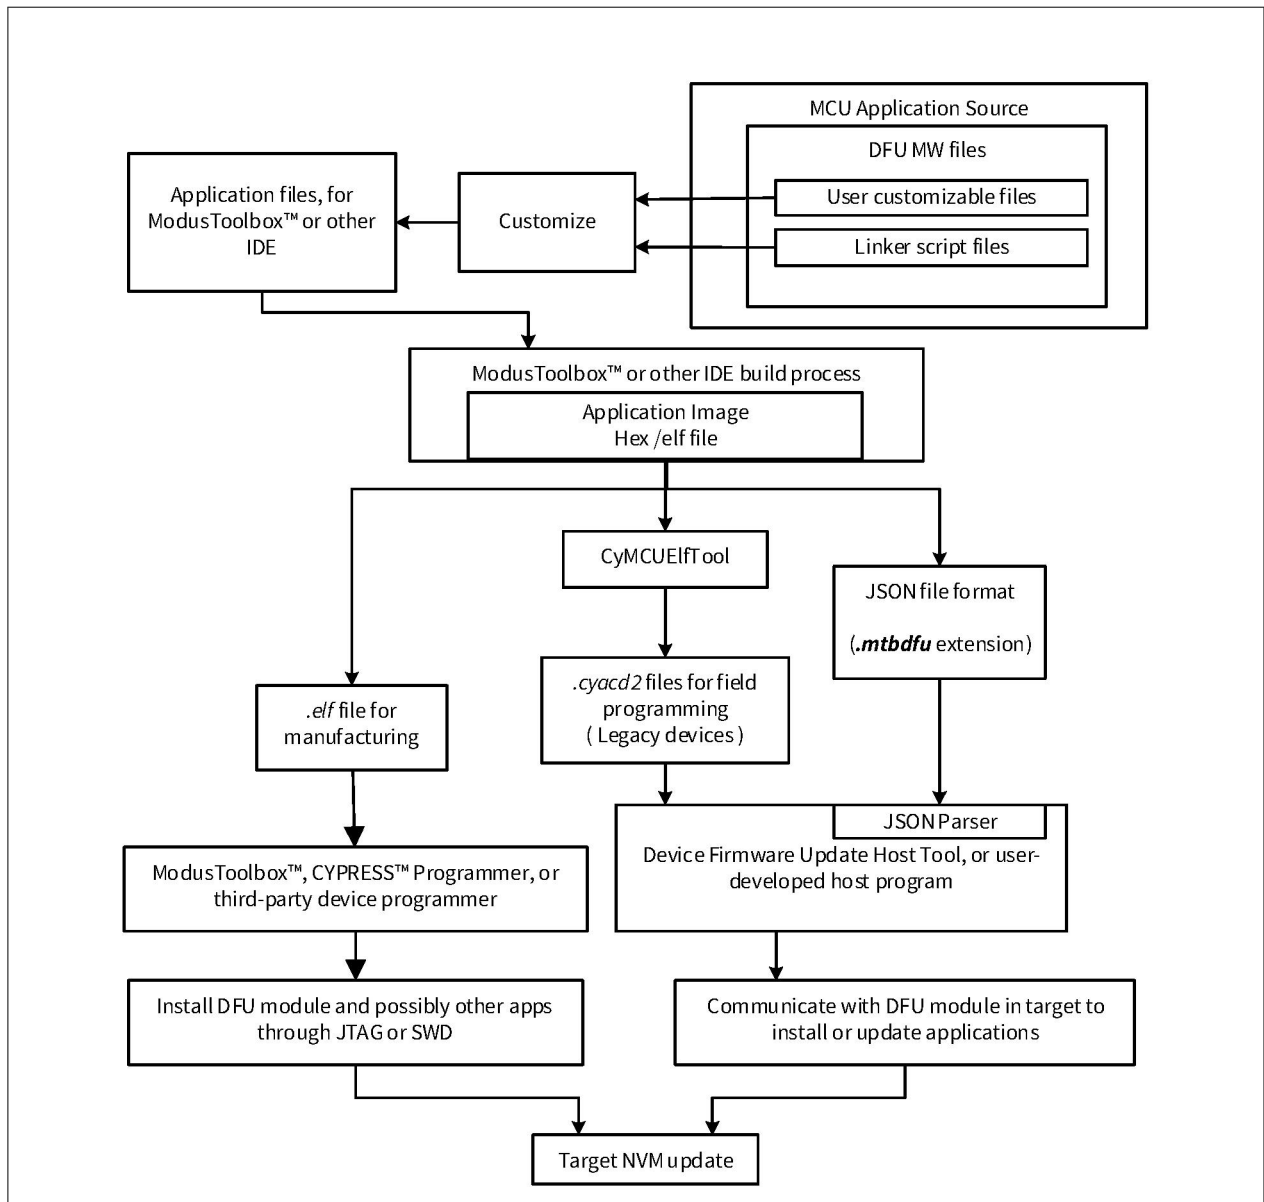 MCU Application Source
DFU MW files
User customizable files
Linker script files
Customize
Application files, for
ModusToolbox™ or other
IDE
ModusToolbox™ or other IDE build process
Application Image
Hex /elf file
CyMCUElfTool
JSON file format
(.mtbdfu extension)
.cyacd2 files for field
programming
( Legacy devices )
.elf file for
manufacturing
JSON Parser
Device Firmware Update Host Tool, or user-
developed host program
ModusToolbox™, CYPRESS™ Programmer, or
third-party device programmer
Install DFU module and possibly other apps
through JTAG or SWD
Communicate with DFU module in target to
install or update applications
Target NVM update